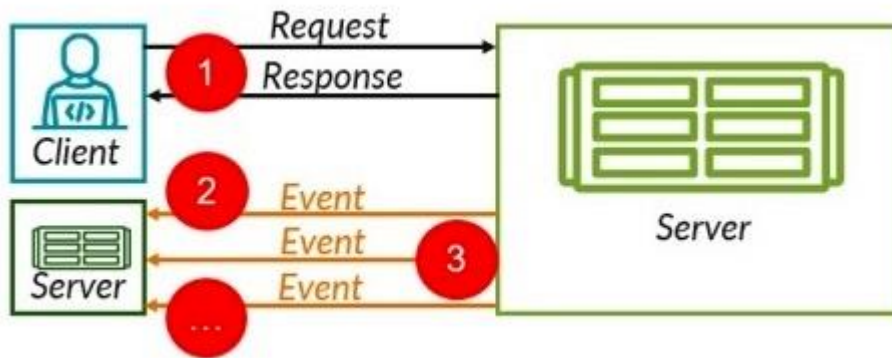 Request
1
Response
</>
Client
2
Event
Event
3
Server
Server
Event
...